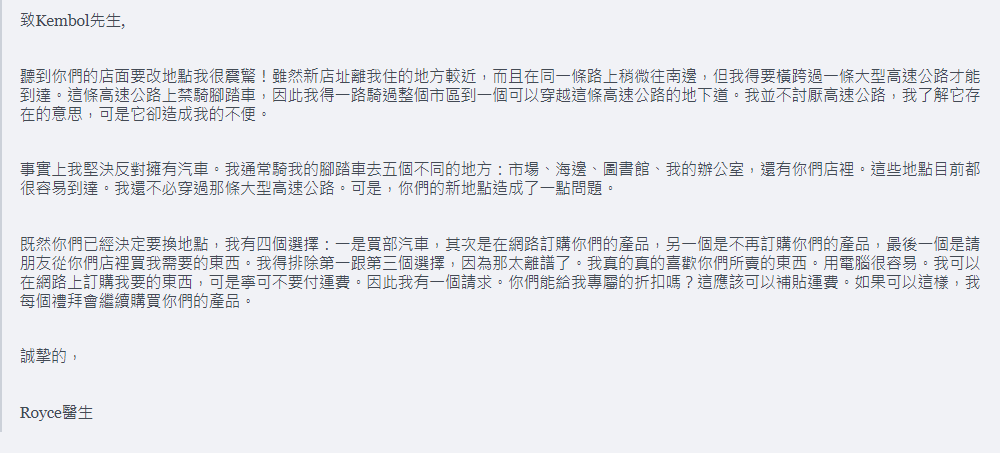 致Kembol先生,
聽到你們的店面要改地點我很震驚！雖然新店址離我住的地方較近，而且在同一條路上稍微往南邊，但我得要橫跨過一條大型高速公路才能
到達。這條高速公路上禁騎腳踏車，因此我得一路騎過整個市區到一個可以穿越這條高速公路的地下道。我並不討厭高速公路，我了解它存
在的意思，可是它卻造成我的不便。
事實上我堅決反對擁有汽車。我通常騎我的腳踏車去五個不同的地方：市場、海邊、圖書館、我的辦公室，還有你們店裡。這些地點目前都
很容易到達。我還不必穿過那條大型高速公路。可是，你們的新地點造成了一點問題。
既然你們已經決定要換地點，我有四個選擇：一是買部汽車，其次是在網路訂購你們的產品，另一個是不再訂購你們的產品，最後一個是請
朋友從你們店裡買我需要的東西。我得排除第一跟第三個選擇，因為那太離譜了。我真的真的喜歡你們所賣的東西。用電腦很容易。我可以
在網路上訂購我要的東西，可是寧可不要付運費。因此我有一個請求。你們能給我專屬的折扣嗎？這應該可以補貼運費。如果可以這樣，我
每個禮拜會繼續購買你們的產品。
誠摯的，
Royce醫生